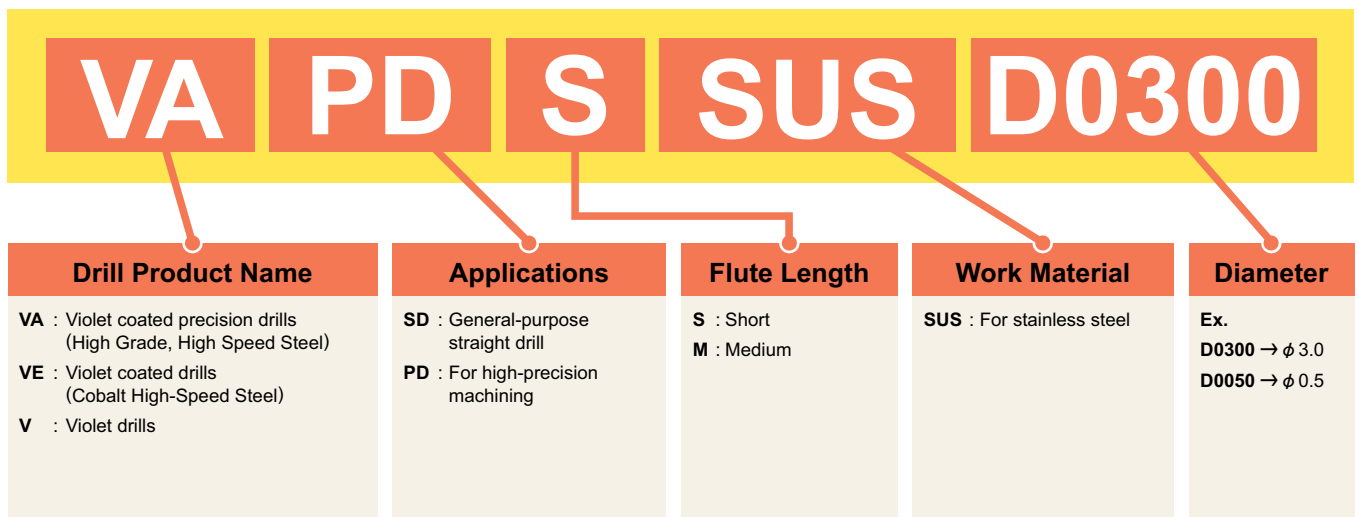 VA PD S SUS D0300
Drill Product Name
VA : Violet coated precision drills
(High Grade, High Speed Steel)
VE : Violet coated drills
(Cobalt High-Speed Steel)
V : Violet drills
Applications
SD : General-purpose
straight drill
PD : For high-precision
machining
Flute Length
S : Short
M : Medium
Work Material
SUS : For stainless steel
Diameter
Ex.
D0300 → ϕ 3.0
D0050 → ϕ 0.5